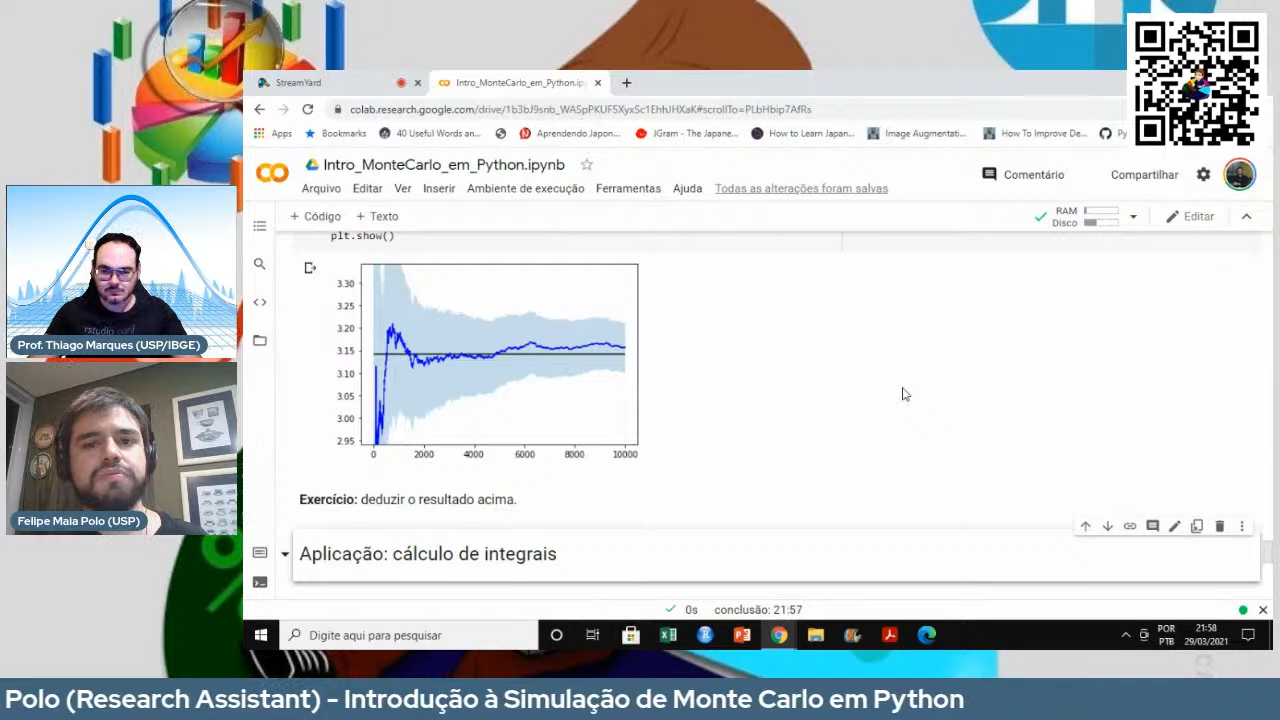 StreamYard
Intro_MonteCarlo_em_Python.ip
colab.research.google.com/drive/1b3bJ9snb_WASpPKUF5XyxSc1EhhJHXaK#scrollTo=PLbHbip7AfRs
Apps
Bookmarks
40 Useful Words an...
Aprendendo Japon...
JGram - The Japane...
How to Learn Japan...
Image Augmentati...
How To Improve De...
Py
Intro_MonteCarlo_em_Python.ipynb
Comentário
Compartilhar
Arquivo Editar Ver Inserir Ambiente de execução Ferramentas Ajuda Todas as alterações foram salvas
+ Código + Texto
RAM
Disco
Editar
plt.show()
3.30
3.25
3.20
3.15
3.10
3.05
3.00
2.95
0 2000 4000 6000 8000 10000
Exercício: deduzir o resultado acima.
Aplicação: cálculo de integrais
0s conclusão: 21:57
Digite aqui para pesquisar
POR
PTB
21:58
29/03/2021
rstudio::conf
Prof. Thiago Marques (USP/IBGE)
Felipe Maia Polo (USP)
Polo (Research Assistant) - Introdução à Simulação de Monte Carlo em Python